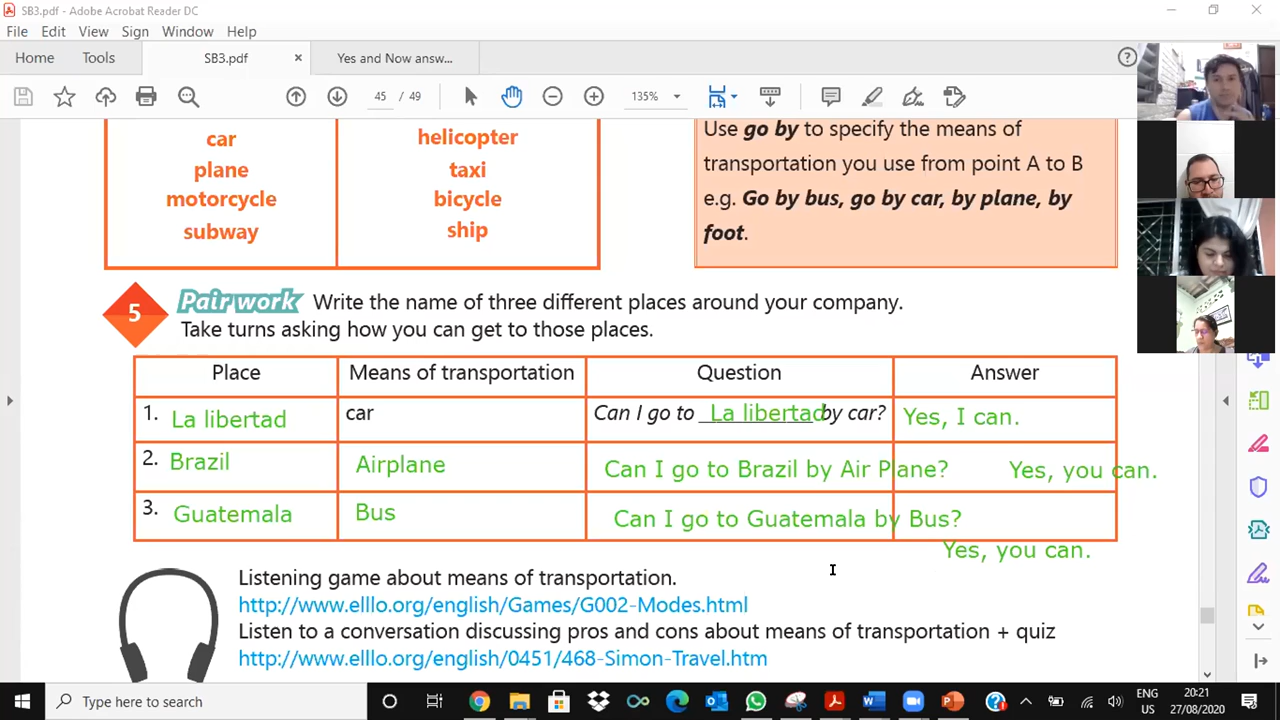 SB3.pdf - Adobe Acrobat Reader DC
File Edit View Sign Window Help
Home Tools SB3.pdf × Yes and Now answ...
45 / 49 135%
car helicopter
plane taxi
motorcycle bicycle
subway ship
Use go by to specify the means of
transportation you use from point A to B
e.g. Go by bus, go by car, by plane, by
foot.
5 Pair work Write the name of three different places around your company.
Take turns asking how you can get to those places.
Place Means of transportation Question Answer
1. La libertad car Can I go to La libertad by car? Yes, I can.
2. Brazil Airplane Can I go to Brazil by Air Plane? Yes, you can.
3. Guatemala Bus Can I go to Guatemala by Bus?
Yes, you can.
Listening game about means of transportation.
http://www.elllo.org/english/Games/G002-Modes.html
Listen to a conversation discussing pros and cons about means of transportation + quiz
http://www.elllo.org/english/0451/468-Simon-Travel.htm
Type here to search
ENG 20:21
US 27/08/2020